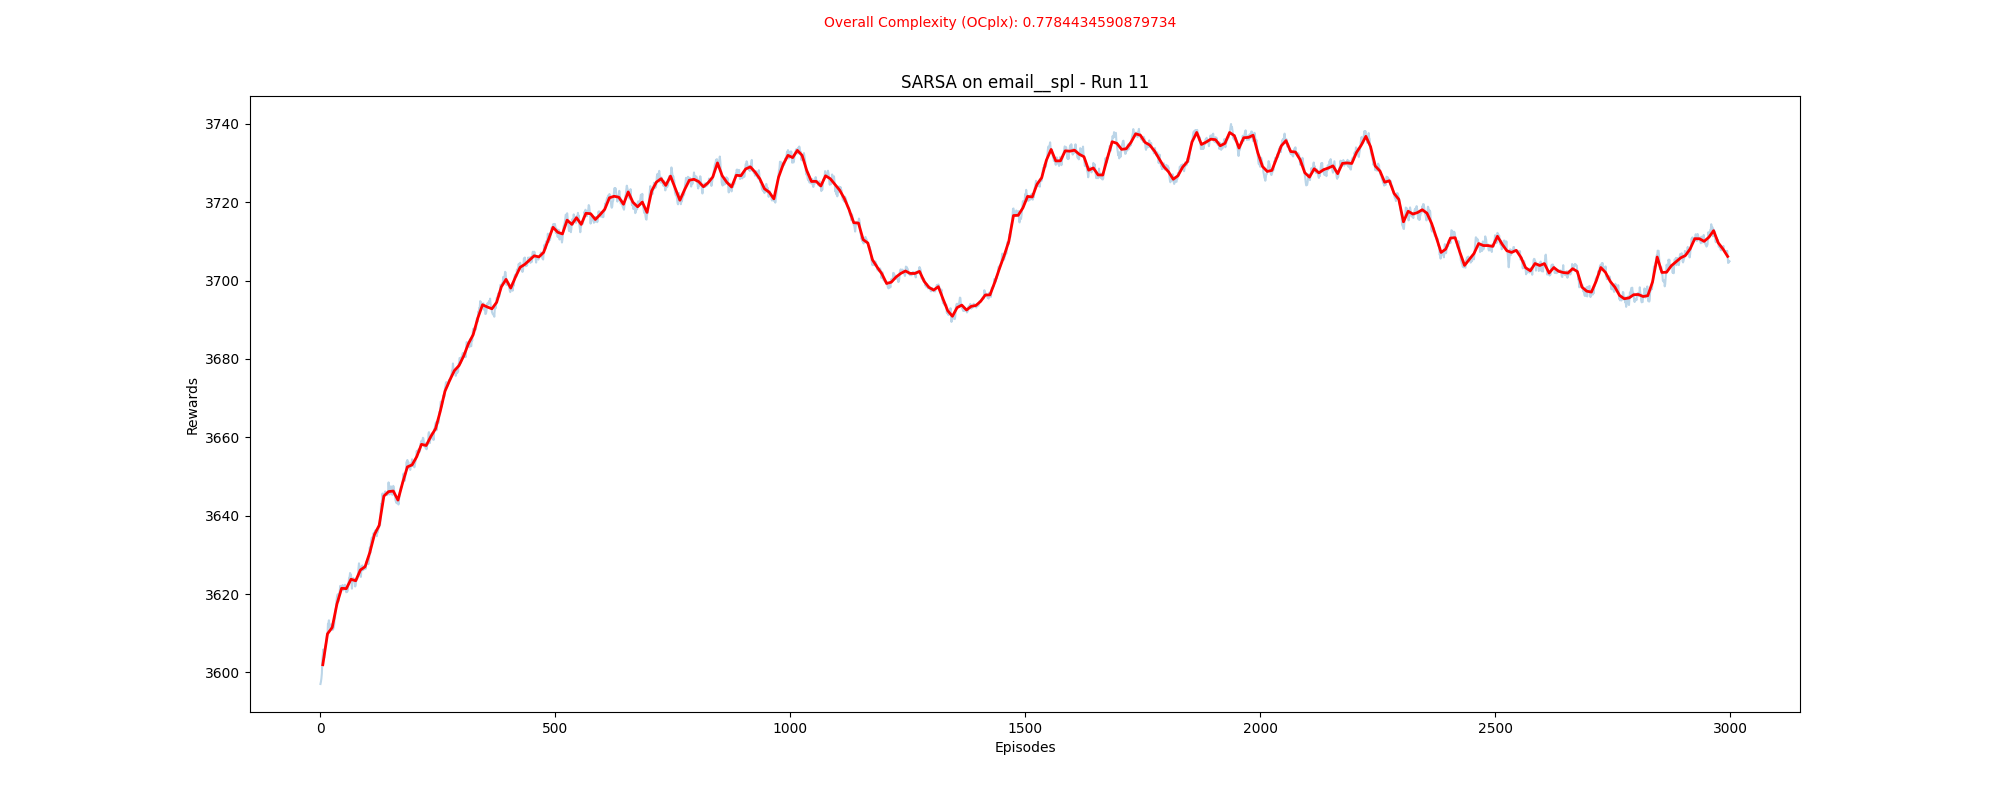 Overall Complexity (OCplx): 0.7784434590879734
SARSA on email__spl - Run 11
3740
3720
3700
3680
3660
3640
3620
3600
Rewards
0 500 1000 1500 2000 2500 3000
Episodes